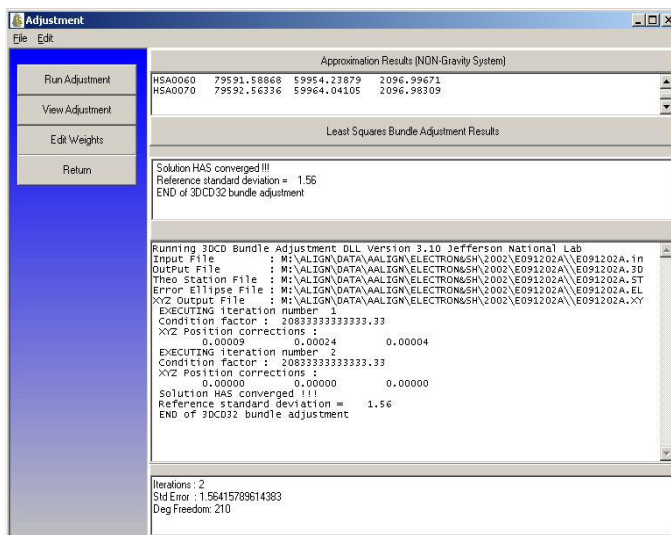 Adjustment
File Edit
Run Adjustment
View Adjustment
Edit Weights
Return
Approximation Results (NON-Gravity System)
HSA0060 79591.58868 59954.23879 2096.99671
HSA0070 79592.56336 59964.04105 2096.98309
Least Squares Bundle Adjustment Results
Solution HAS converged !!!
Reference standard deviation = 1.56
END of 3DCD32 bundle adjustment
Running 3DCD Bundle Adjustment DLL Version 3.10 Jefferson National Lab
Input File : M:\ALIGN\DATA\AALIGN\ELECTRON&SH\2002\E091202A\\E091202A.in
OutPut File : M:\ALIGN\DATA\AALIGN\ELECTRON&SH\2002\E091202A\\E091202A.3D
Theo Station File : M:\ALIGN\DATA\AALIGN\ELECTRON&SH\2002\E091202A\\E091202A.ST
Error Ellipse File : M:\ALIGN\DATA\AALIGN\ELECTRON&SH\2002\E091202A\\E091202A.EL
XYZ Output File : M:\ALIGN\DATA\AALIGN\ELECTRON&SH\2002\E091202A\\E091202A.XY
EXECUTING iteration number 1
Condition factor : 20833333333333.33
XYZ Position corrections :
0.00009 0.00024 0.00004
EXECUTING iteration number 2
Condition factor : 20833333333333.33
XYZ Position corrections :
0.00000 0.00000 0.00000
Solution HAS converged !!!
Reference standard deviation = 1.56
END of 3DCD32 bundle adjustment
Iterations : 2
Std Error : 1.56415789614383
Deg Freedom: 210